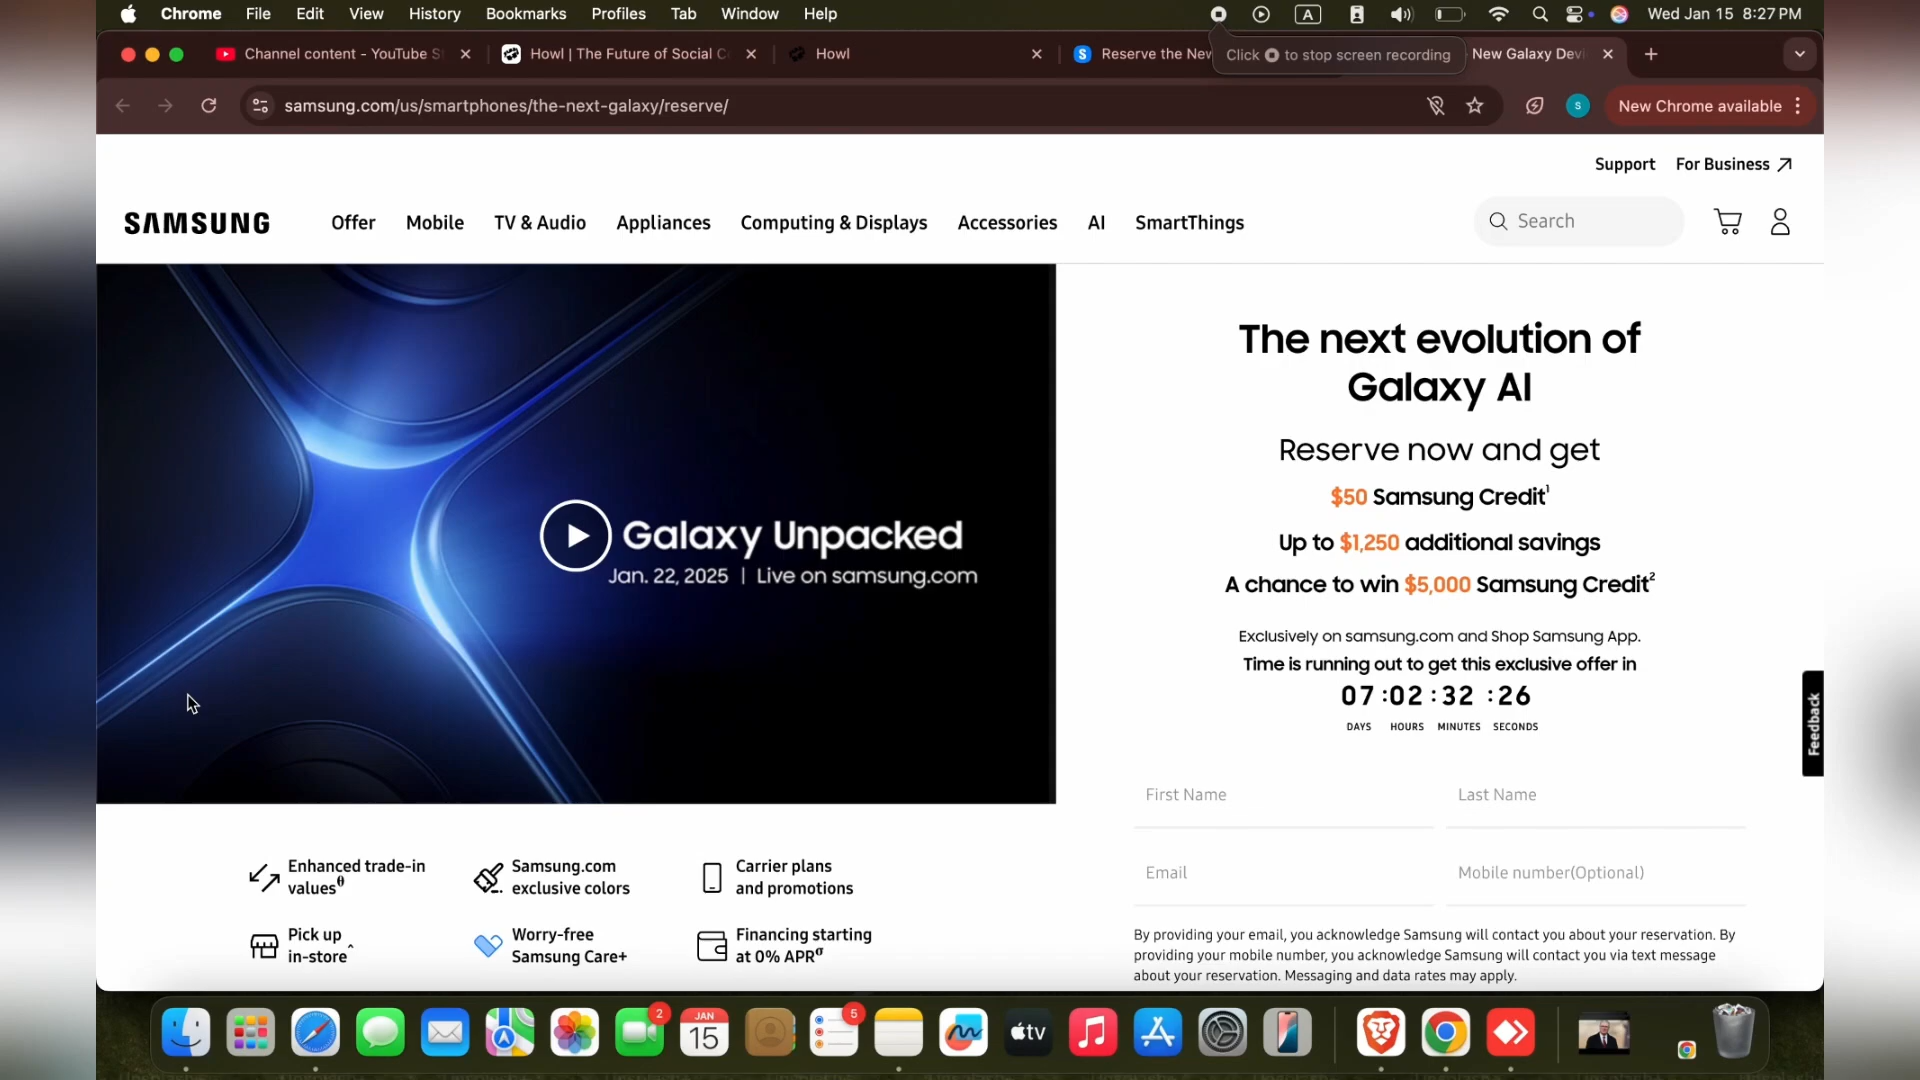 Chrome File Edit View History Bookmarks Profiles Tab Window Help
A
Wed Jan 15 8:27 PM
Channel content - YouTube S
Howl | The Future of Social C
Howl
S
Reserve the New
Click to stop screen recording
New Galaxy Devi
samsung.com/us/smartphones/the-next-galaxy/reserve/
S
New Chrome available
Support For Business
SAMSUNG
Offer Mobile TV & Audio Appliances Computing & Displays Accessories AI SmartThings
Search
Galaxy Unpacked
Jan. 22, 2025 | Live on samsung.com
The next evolution of
Galaxy AI
Reserve now and get
$50 Samsung Credit1
Up to $1,250 additional savings
A chance to win $5,000 Samsung Credit2
Exclusively on samsung.com and Shop Samsung App.
Time is running out to get this exclusive offer in
07 :02 : 32 : 26
DAYS HOURS MINUTES SECONDS
Feedback
First Name
Last Name
Email
Mobile number(Optional)
By providing your email, you acknowledge Samsung will contact you about your reservation. By
providing your mobile number, you acknowledge Samsung will contact you via text message
about your reservation. Messaging and data rates may apply.
Enhanced trade-in
values
Samsung.com
exclusive colors
Carrier plans
and promotions
Pick up
in-store^
Worry-free
Samsung Care+
Financing starting
at 0% APRσ
2
JAN
15
5
tv